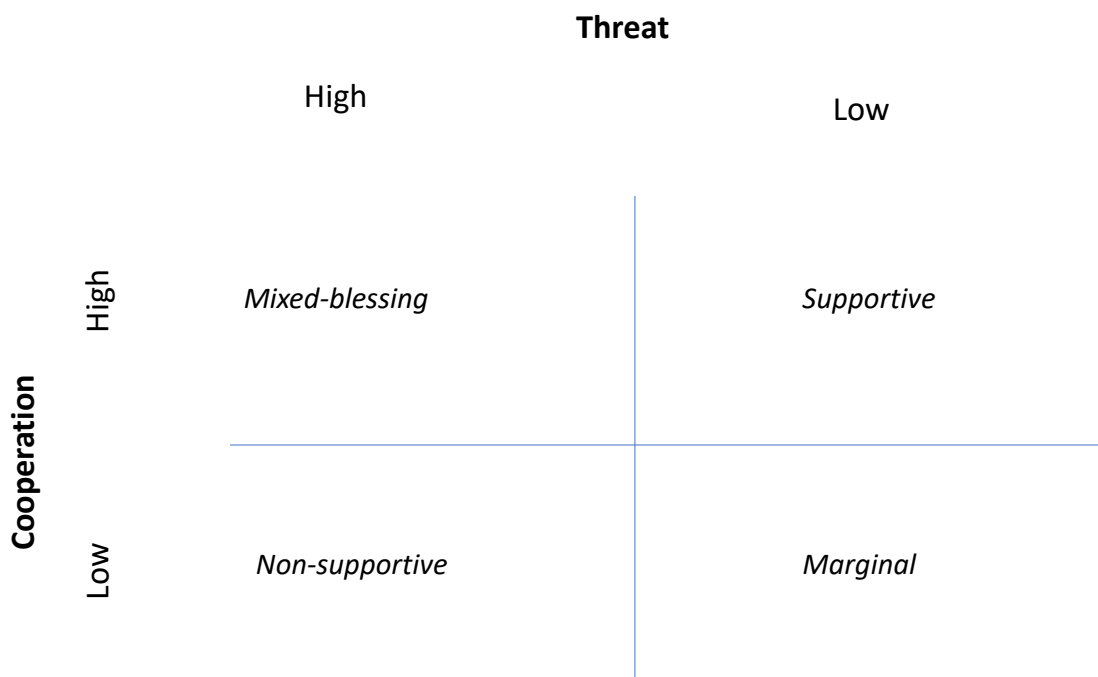 Threat
High
Low
High
Mixed-blessing
Supportive
Cooperation
Low
Non-supportive
Marginal